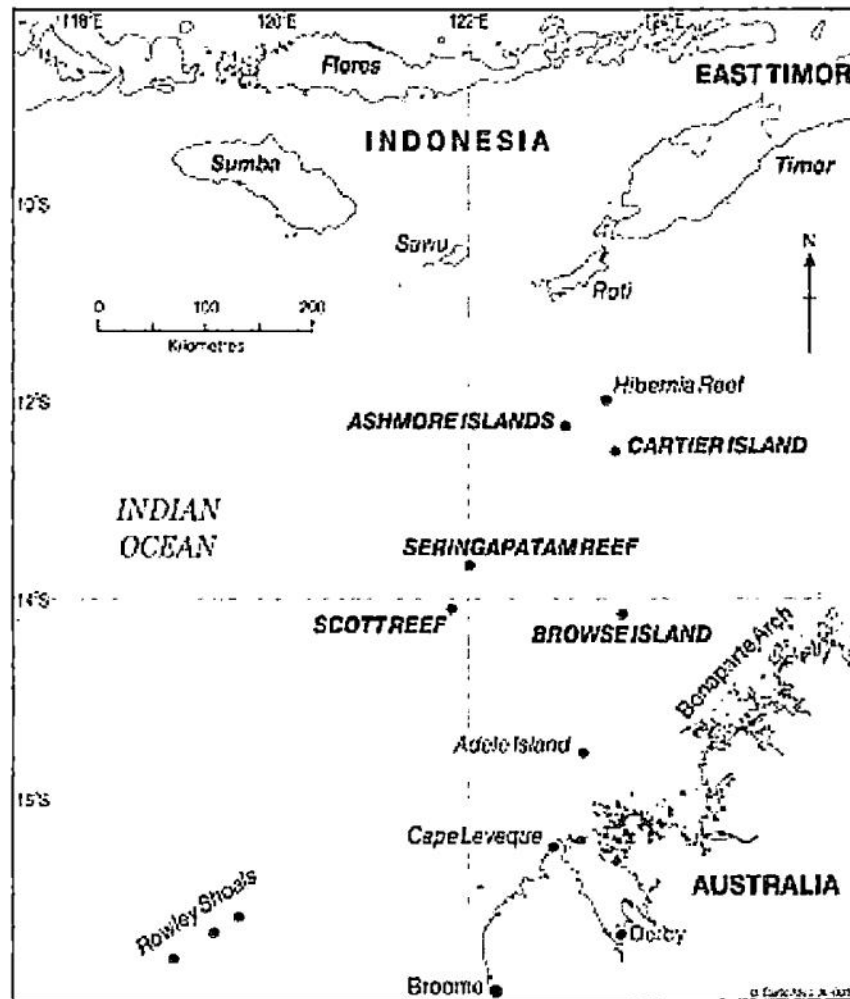 118°E 120°E 122°E 124°E
Flores
EAST TIMOR
INDONESIA
Sumba
Timor
10°S
Sawu
N
Roti
0 100 200
Kilometres
Hibernia Reef
12°S
ASHMORE ISLANDS
CARTIER ISLAND
INDIAN
OCEAN
SERINGAPATAM REEF
14°S
SCOTT REEF
BROWSE ISLAND
Bonaparte Arch
Adele Island
15°S
Cape Leveque
AUSTRALIA
Rowley Shoals
Derby
Broome